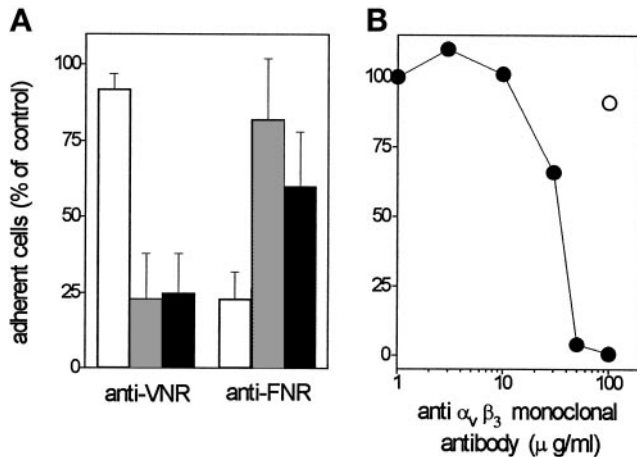 A
adherent cells (% of control)
100
75
50
25
0
anti-VNR
anti-FNR
B
100
75
50
25
0
1
10
100
anti αᵥ β₃ monoclonal
antibody (μ g/ml)